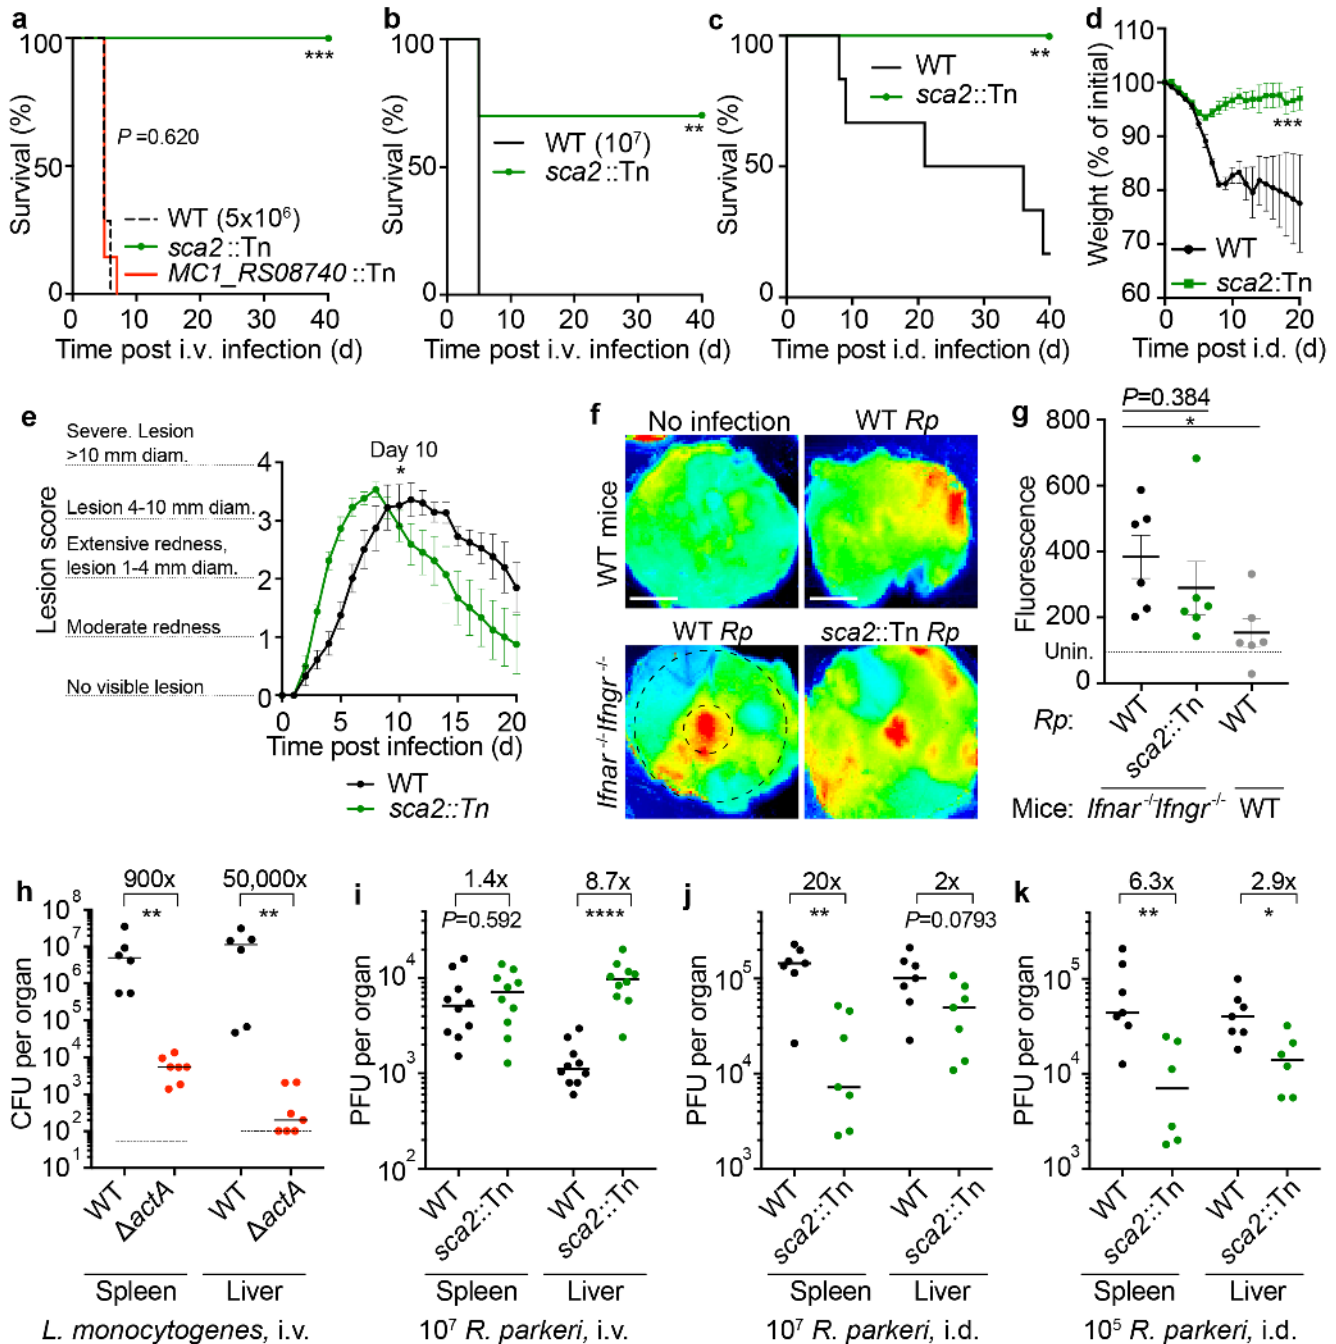 a
Survival (%)
100
50
0
P =0.620
***
WT (5x10⁶)
sca2::Tn
MC1_RS08740::Tn
0 10 20 30 40
Time post i.v. infection (d)
b
Survival (%)
100
50
0
**
WT (10⁷)
sca2::Tn
0 10 20 30 40
Time post i.v. infection (d)
c
Survival (%)
100
50
0
WT
sca2::Tn
**
0 10 20 30 40
Time post i.d. infection (d)
d
Weight (% of initial)
110
100
90
80
70
60
***
WT
sca2:Tn
0 10 20
Time post i.d. (d)
e
Severe. Lesion
>10 mm diam.
Lesion 4-10 mm diam.
Extensive redness,
lesion 1-4 mm diam.
Moderate redness
No visible lesion
Lesion score
4
3
2
1
0
Day 10
*
0 5 10 15 20
Time post infection (d)
WT
sca2::Tn
f
No infection
WT Rp
WT mice
WT Rp
sca2::Tn Rp
Ifnar⁻/⁻Ifngr⁻/⁻
g
P=0.384
*
Fluorescence
800
600
400
200
Unin.
0
Rp:
WT
sca2::Tn
WT
Mice: Ifnar⁻/⁻Ifngr⁻/⁻ WT
h
900x 50,000x
** **
CFU per organ
10⁸
10⁷
10⁶
10⁵
10⁴
10³
10²
10¹
WT
ΔactA
WT
ΔactA
Spleen Liver
L. monocytogenes, i.v.
i
1.4x 8.7x
P=0.592 ****
PFU per organ
10⁴
10³
10²
WT
sca2::Tn
WT
sca2::Tn
Spleen Liver
10⁷ R. parkeri, i.v.
j
20x 2x
** P=0.0793
PFU per organ
10⁵
10⁴
10³
WT
sca2::Tn
WT
sca2::Tn
Spleen Liver
10⁷ R. parkeri, i.d.
k
6.3x 2.9x
** *
PFU per organ
10⁵
10⁴
10³
WT
sca2::Tn
WT
sca2::Tn
Spleen Liver
10⁵ R. parkeri, i.d.